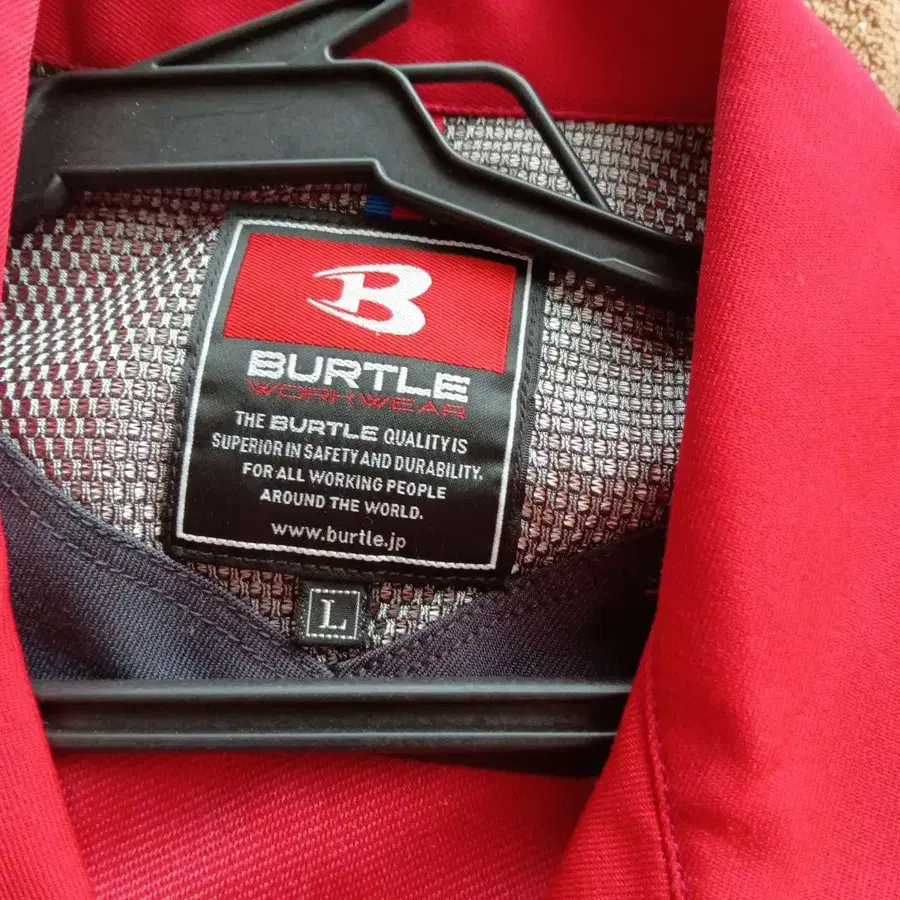 B
BURTLE
WORKWEAR
THE BURTLE QUALITY IS
SUPERIOR IN SAFETY AND DURABILITY.
FOR ALL WORKING PEOPLE
AROUND THE WORLD.
www.burtle.jp
L